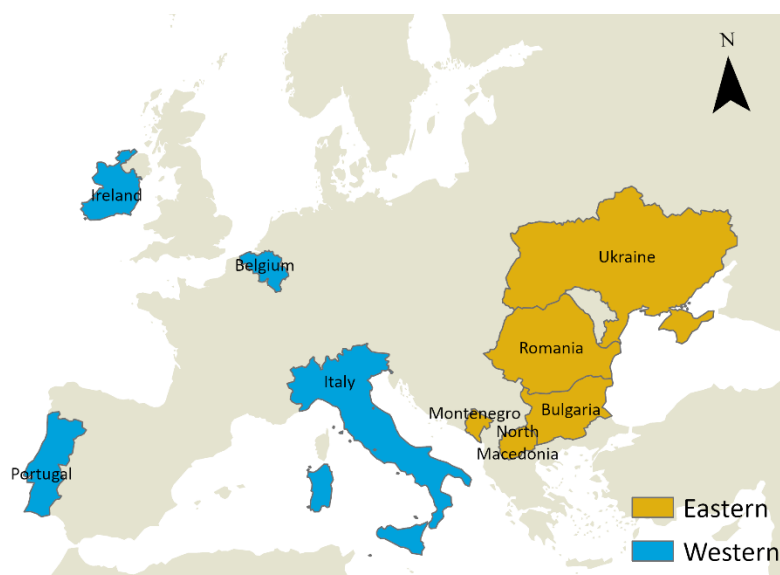 N
Ireland
Ukraine
Belgium
Romania
Italy
Montenegro
Bulgaria
North
Macedonia
Portugal
Eastern
Western